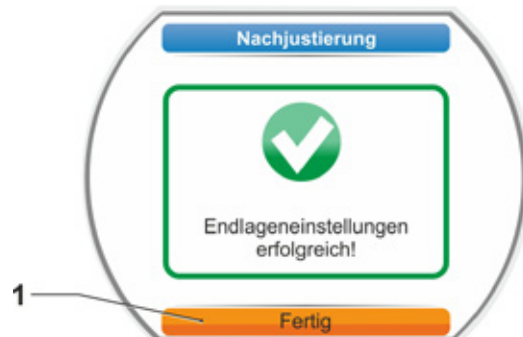 Nachjustierung
Endlageneinstellungen
erfolgreich!
1
Fertig